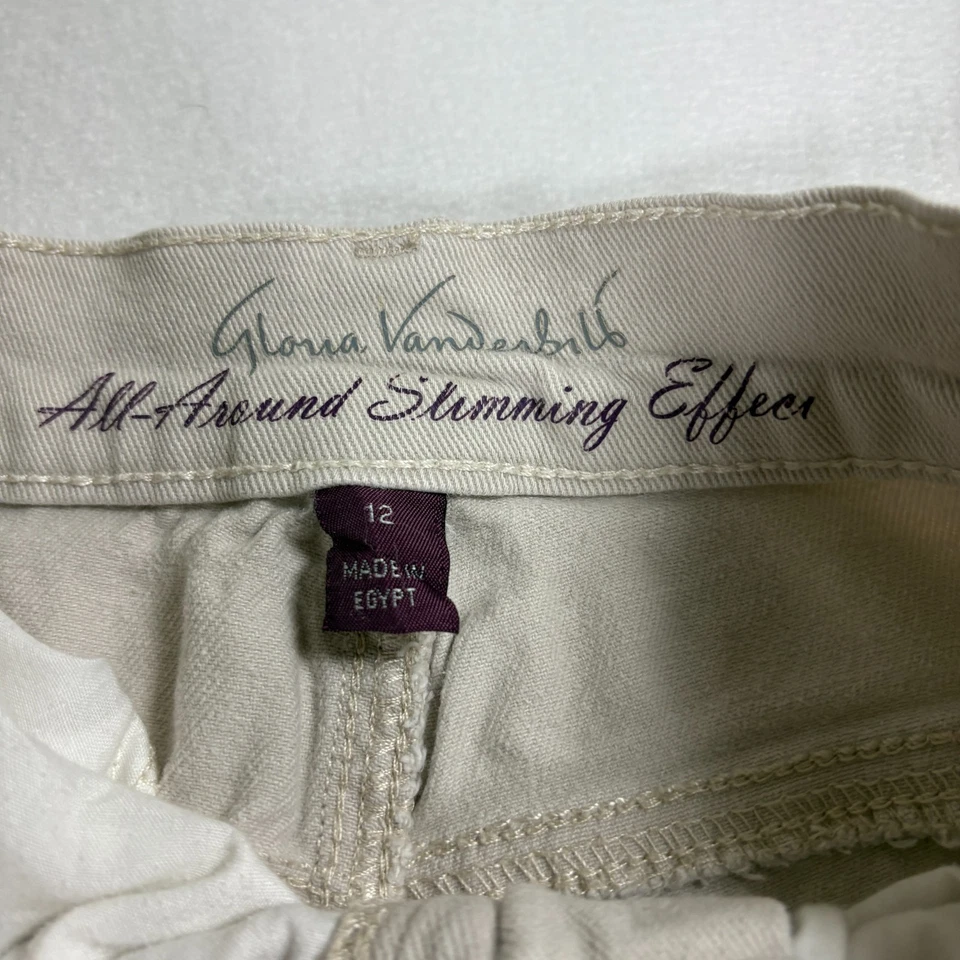 Gloria Vanderbilt
All-Around Slimming Effect
12
MADE IN
EGYPT